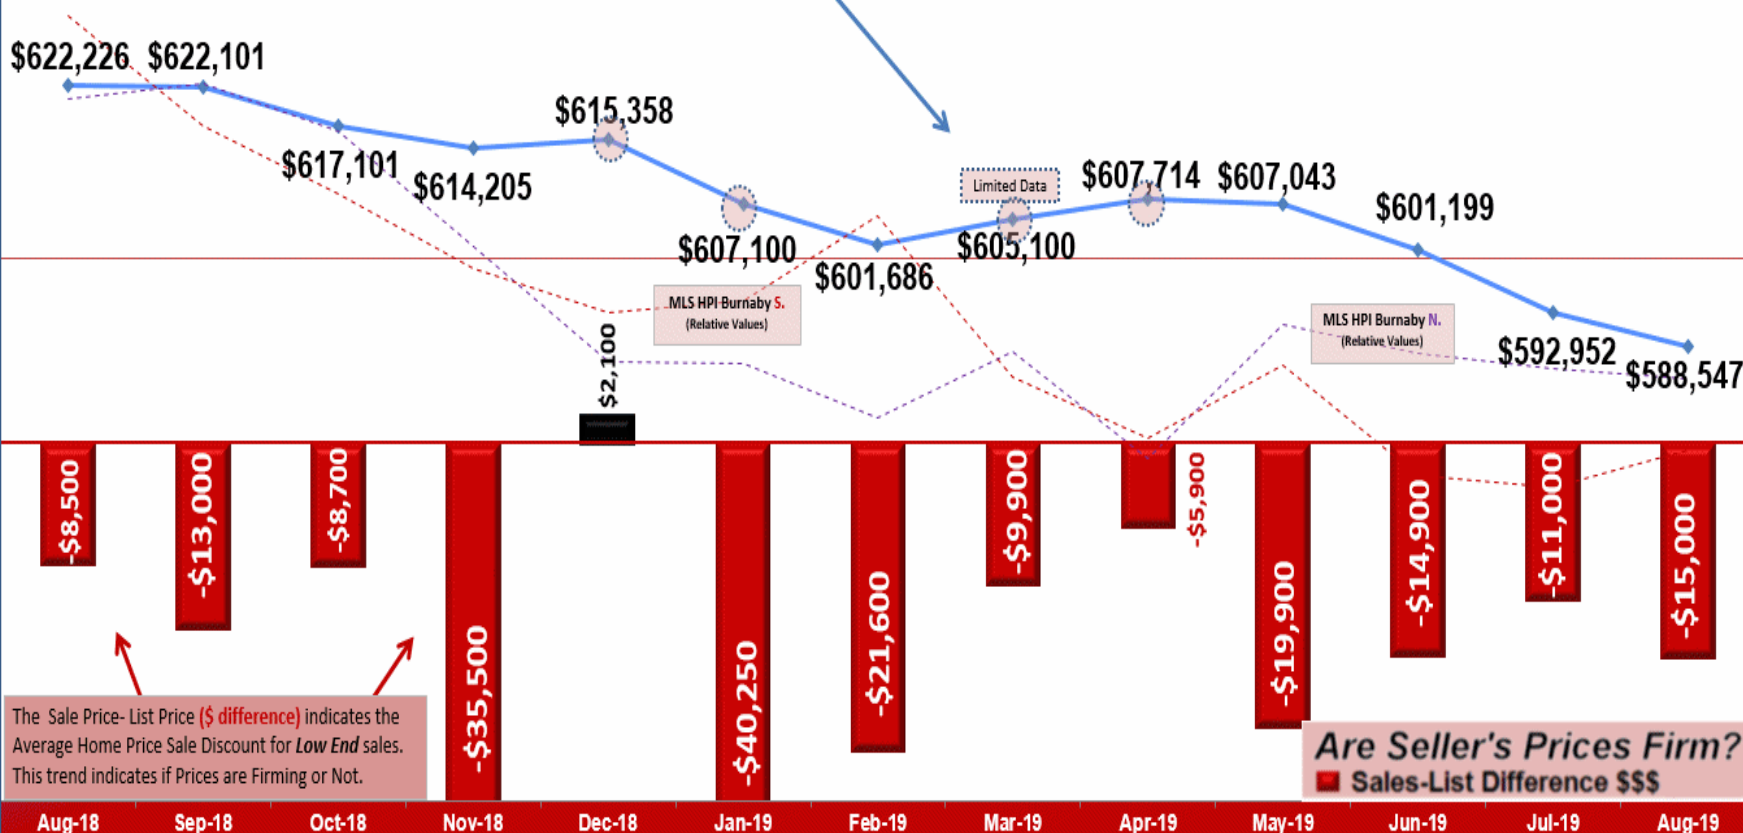 $622,226
$622,101
$617,101
$614,205
$615,358
$607,100
$601,686
Limited Data
$605,100
$607,714
$607,043
$601,199
$592,952
$588,547
MLS HPI Burnaby S.
(Relative Values)
MLS HPI Burnaby N.
(Relative Values)
-$8,500
-$13,000
-$8,700
-$35,500
$2,100
-$40,250
-$21,600
-$9,900
-$5,900
-$19,900
-$14,900
-$11,000
-$15,000
The Sale Price- List Price ($ difference) indicates the
Average Home Price Sale Discount for Low End sales.
This trend indicates if Prices are Firming or Not.
Are Seller's Prices Firm?
Sales-List Difference $$$
Aug-18 Sep-18 Oct-18 Nov-18 Dec-18 Jan-19 Feb-19 Mar-19 Apr-19 May-19 Jun-19 Jul-19 Aug-19